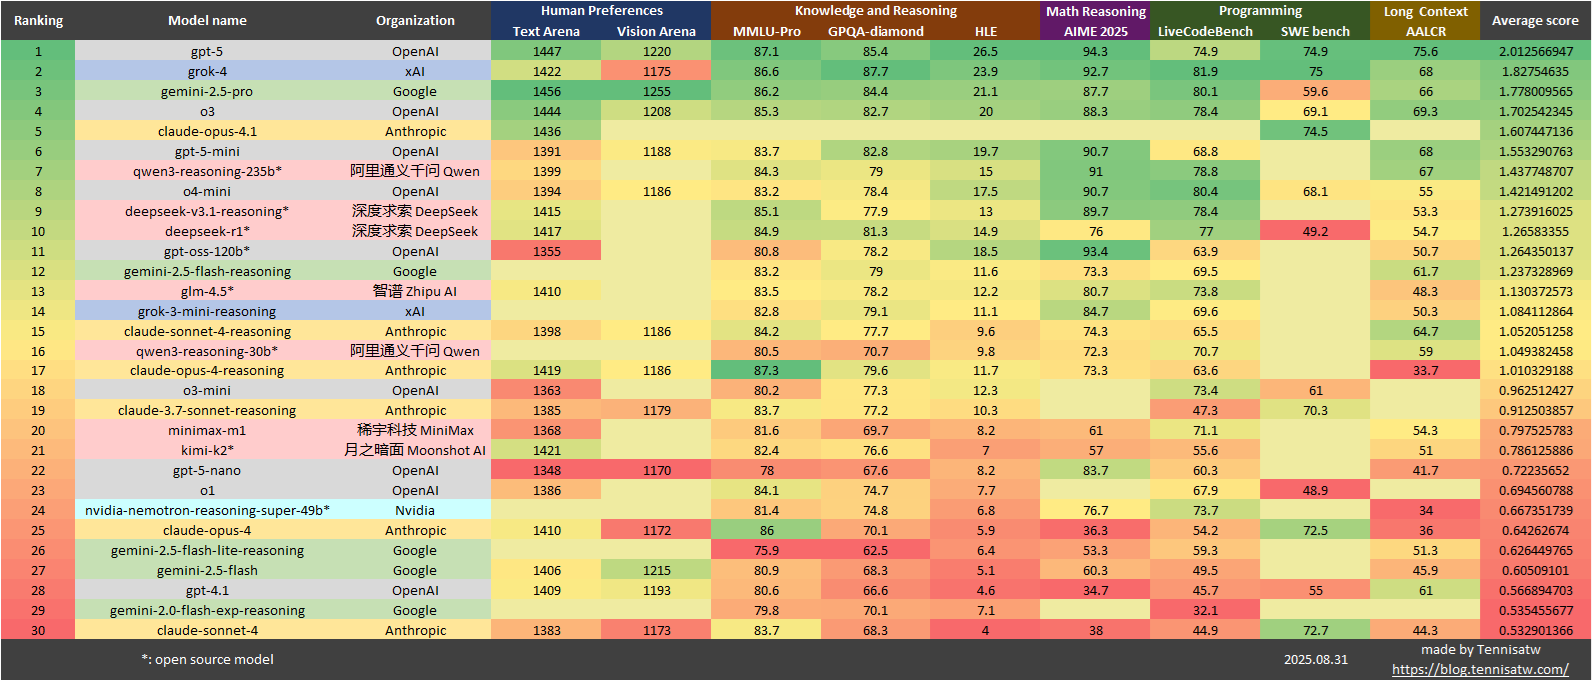 Ranking Model name Organization Human Preferences Knowledge and Reasoning Math Reasoning Programming Long Context Average score
Text Arena Vision Arena MMLU-Pro GPQA-diamond HLE AIME 2025 LiveCodeBench SWE bench AALCR
1 gpt-5 OpenAI 1447 1220 87.1 85.4 26.5 94.3 74.9 74.9 75.6 2.012566947
2 grok-4 xAI 1422 1175 86.6 87.7 23.9 92.7 81.9 75 68 1.82754635
3 gemini-2.5-pro Google 1456 1255 86.2 84.4 21.1 87.7 80.1 59.6 66 1.778009565
4 o3 OpenAI 1444 1208 85.3 82.7 20 88.3 78.4 69.1 69.3 1.702542345
5 claude-opus-4.1 Anthropic 1436 74.5 1.607447136
6 gpt-5-mini OpenAI 1391 1188 83.7 82.8 19.7 90.7 68.8 68 1.553290763
7 qwen3-reasoning-235b* 阿里通义千问 Qwen 1399 84.3 79 15 91 78.8 67 1.437748707
8 o4-mini OpenAI 1394 1186 83.2 78.4 17.5 90.7 80.4 68.1 55 1.421491202
9 deepseek-v3.1-reasoning* 深度求索 DeepSeek 1415 85.1 77.9 13 89.7 78.4 53.3 1.273916025
10 deepseek-r1* 深度求索 DeepSeek 1417 84.9 81.3 14.9 76 77 49.2 54.7 1.26583355
11 gpt-oss-120b* OpenAI 1355 80.8 78.2 18.5 93.4 63.9 50.7 1.264350137
12 gemini-2.5-flash-reasoning Google 83.2 79 11.6 73.3 69.5 61.7 1.237328969
13 glm-4.5* 智谱 Zhipu AI 1410 83.5 78.2 12.2 80.7 73.8 48.3 1.130372573
14 grok-3-mini-reasoning xAI 82.8 79.1 11.1 84.7 69.6 50.3 1.084112864
15 claude-sonnet-4-reasoning Anthropic 1398 1186 84.2 77.7 9.6 74.3 65.5 64.7 1.052051258
16 qwen3-reasoning-30b* 阿里通义千问 Qwen 80.5 70.7 9.8 72.3 70.7 59 1.049382458
17 claude-opus-4-reasoning Anthropic 1419 1186 87.3 79.6 11.7 73.3 63.6 33.7 1.010329188
18 o3-mini OpenAI 1363 80.2 77.3 12.3 73.4 61 0.962512427
19 claude-3.7-sonnet-reasoning Anthropic 1385 1179 83.7 77.2 10.3 47.3 70.3 0.912503857
20 minimax-m1 稀宇科技 MiniMax 1368 81.6 69.7 8.2 61 71.1 54.3 0.797525783
21 kimi-k2* 月之暗面 Moonshot AI 1421 82.4 76.6 7 57 55.6 51 0.786125886
22 gpt-5-nano OpenAI 1348 1170 78 67.6 8.2 83.7 60.3 41.7 0.72235652
23 o1 OpenAI 1386 84.1 74.7 7.7 67.9 48.9 0.694560788
24 nvidia-nemotron-reasoning-super-49b* Nvidia 81.4 74.8 6.8 76.7 73.7 34 0.667351739
25 claude-opus-4 Anthropic 1410 1172 86 70.1 5.9 36.3 54.2 72.5 36 0.64262674
26 gemini-2.5-flash-lite-reasoning Google 75.9 62.5 6.4 53.3 59.3 51.3 0.626449765
27 gemini-2.5-flash Google 1406 1215 80.9 68.3 5.1 60.3 49.5 45.9 0.60509101
28 gpt-4.1 OpenAI 1409 1193 80.6 66.6 4.6 34.7 45.7 55 61 0.566894703
29 gemini-2.0-flash-exp-reasoning Google 79.8 70.1 7.1 32.1 0.535455677
30 claude-sonnet-4 Anthropic 1383 1173 83.7 68.3 4 38 44.9 72.7 44.3 0.532901366
*: open source model 2025.08.31 made by Tennisatw
https://blog.tennisatw.com/